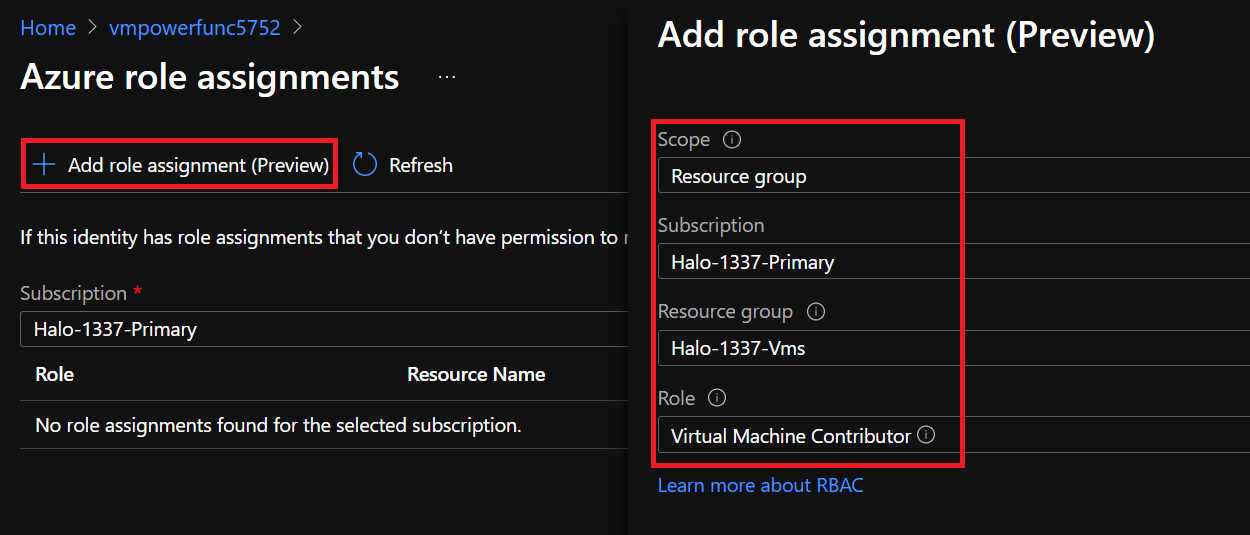 Home > vmpowerfunc5752 >
Azure role assignments ...
Add role assignment (Preview)
Refresh
If this identity has role assignments that you don't have permission to
Subscription *
Halo-1337-Primary
Role
Resource Name
No role assignments found for the selected subscription.
Add role assignment (Preview)
Scope
Resource group
Subscription
Halo-1337-Primary
Resource group
Halo-1337-Vms
Role
Virtual Machine Contributor
Learn more about RBAC